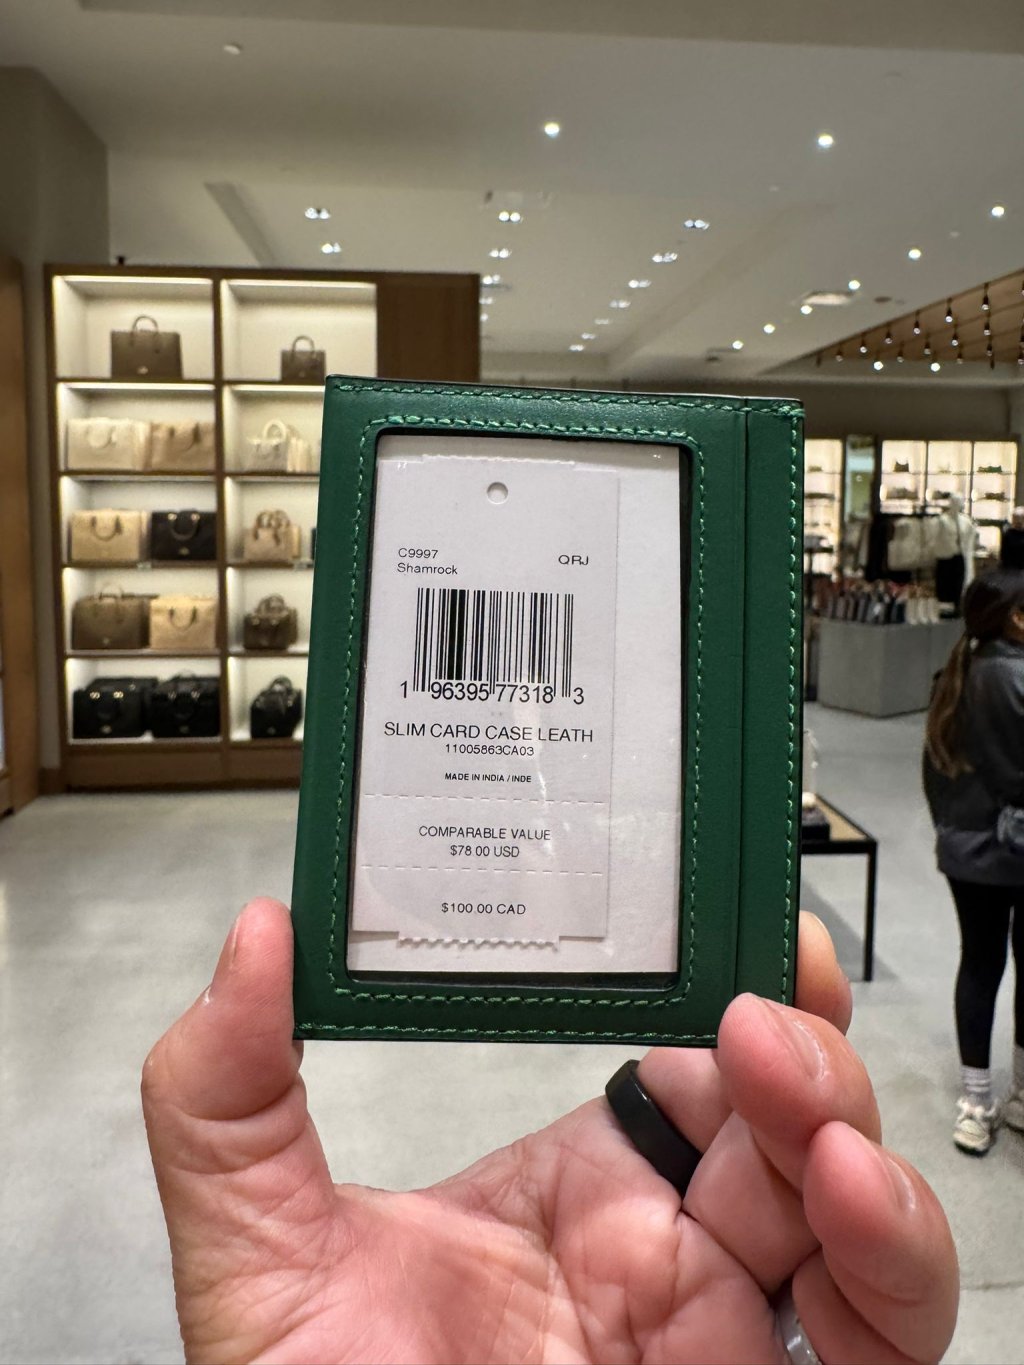 C9997 QRJ
Shamrock
1 96395 77318 3
SLIM CARD CASE LEATH
11005863CA03
MADE IN INDIA / INDE
COMPARABLE VALUE
$78.00 USD
$100.00 CAD